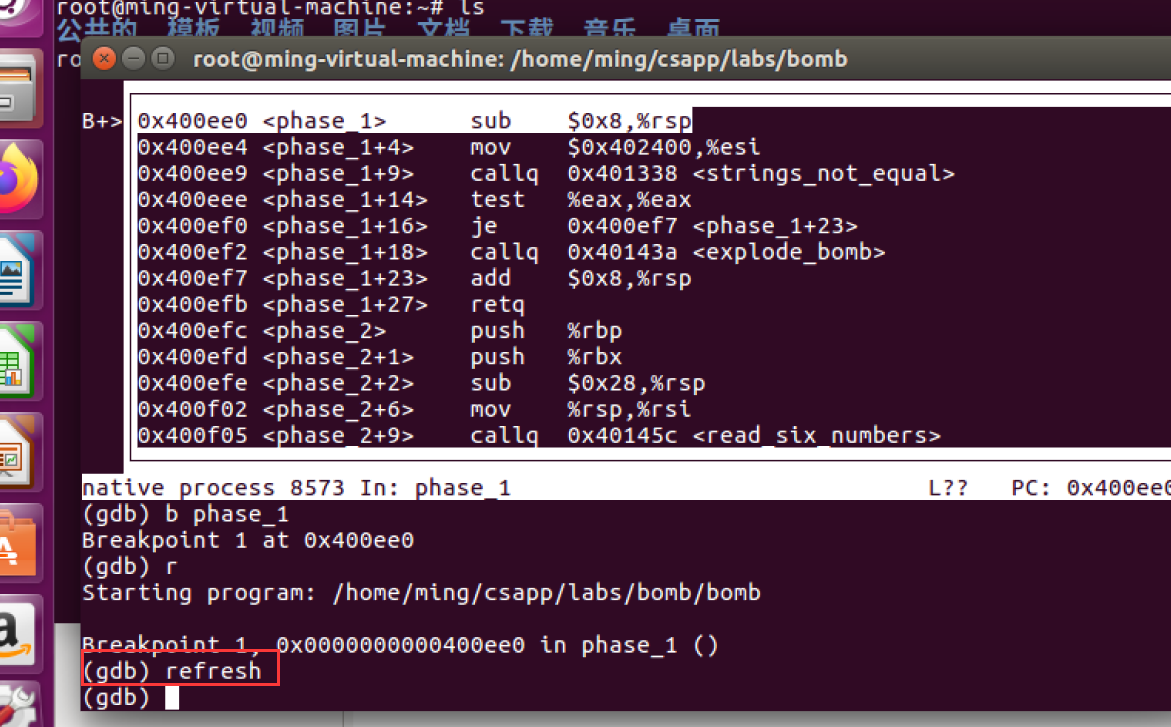 root@ming-virtual-machine:~# ls
公共的 模板 视频 图片 文档 下载 音乐 桌面
ro
root@ming-virtual-machine: /home/ming/csapp/labs/bomb
B+> 0x400ee0 <phase_1> sub $0x8,%rsp
0x400ee4 <phase_1+4> mov $0x402400,%esi
0x400ee9 <phase_1+9> callq 0x401338 <strings_not_equal>
0x400eee <phase_1+14> test %eax,%eax
0x400ef0 <phase_1+16> je 0x400ef7 <phase_1+23>
0x400ef2 <phase_1+18> callq 0x40143a <explode_bomb>
0x400ef7 <phase_1+23> add $0x8,%rsp
0x400efb <phase_1+27> retq
0x400efc <phase_2> push %rbp
0x400efd <phase_2+1> push %rbx
0x400efe <phase_2+2> sub $0x28,%rsp
0x400f02 <phase_2+6> mov %rsp,%rsi
0x400f05 <phase_2+9> callq 0x40145c <read_six_numbers>
native process 8573 In: phase_1 L?? PC: 0x400ee0
(gdb) b phase_1
Breakpoint 1 at 0x400ee0
(gdb) r
Starting program: /home/ming/csapp/labs/bomb/bomb
Breakpoint 1, 0x0000000000400ee0 in phase_1 ()
(gdb) refresh
(gdb)